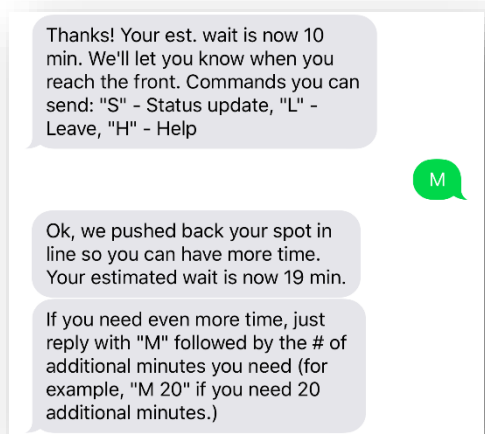 Thanks! Your est. wait is now 10
min. We'll let you know when you
reach the front. Commands you can
send: "S" - Status update, "L" -
Leave, "H" - Help
M
Ok, we pushed back your spot in
line so you can have more time.
Your estimated wait is now 19 min.
If you need even more time, just
reply with "M" followed by the # of
additional minutes you need (for
example, "M 20" if you need 20
additional minutes.)